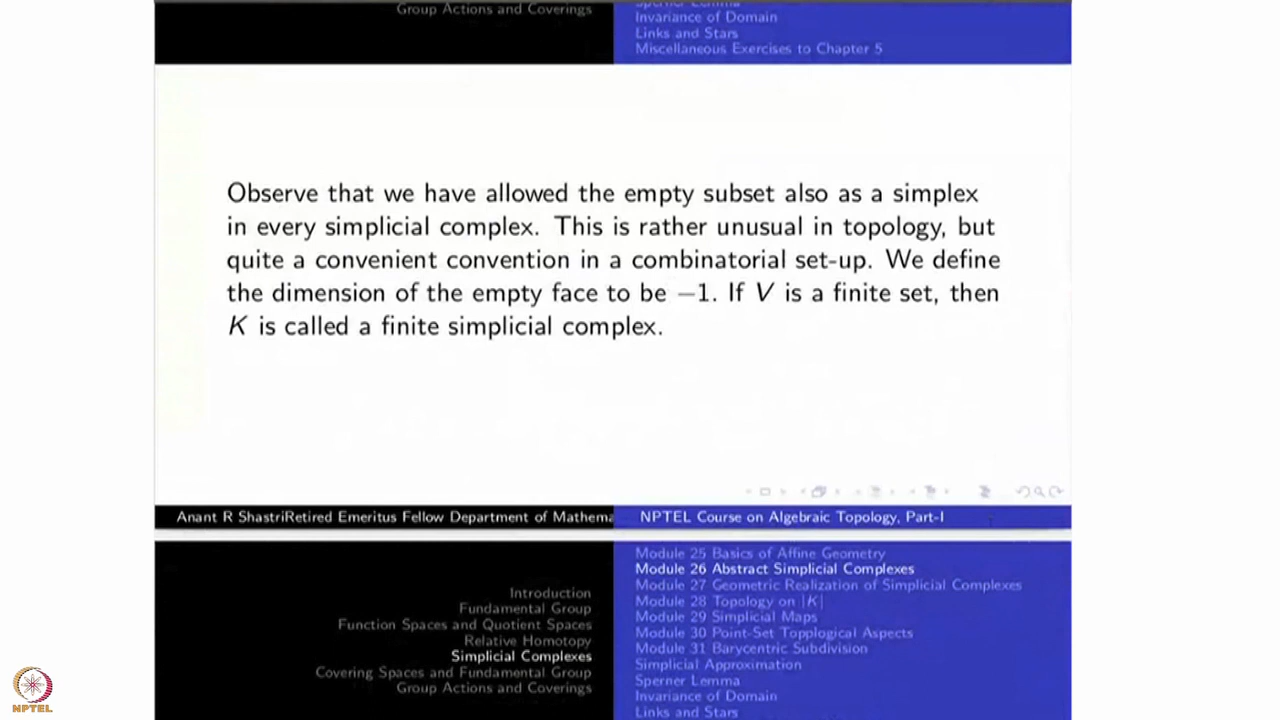 Group Actions and Coverings
Invariance of Domain
Links and Stars
Miscellaneous Exercises to Chapter 5
Observe that we have allowed the empty subset also as a simplex
in every simplicial complex. This is rather unusual in topology, but
quite a convenient convention in a combinatorial set-up. We define
the dimension of the empty face to be −1. If V is a finite set, then
K is called a finite simplicial complex.
Anant R ShastriRetired Emeritus Fellow Department of Mathema
NPTEL Course on Algebraic Topology, Part-I
Introduction
Fundamental Group
Function Spaces and Quotient Spaces
Relative Homotopy
Simplicial Complexes
Covering Spaces and Fundamental Group
Group Actions and Coverings
Module 25 Basics of Affine Geometry
Module 26 Abstract Simplicial Complexes
Module 27 Geometric Realization of Simplicial Complexes
Module 28 Topology on |K|
Module 29 Simplicial Maps
Module 30 Point-Set Topplogical Aspects
Module 31 Barycentric Subdivision
Simplicial Approximation
Sperner Lemma
Invariance of Domain
Links and Stars
NPTEL